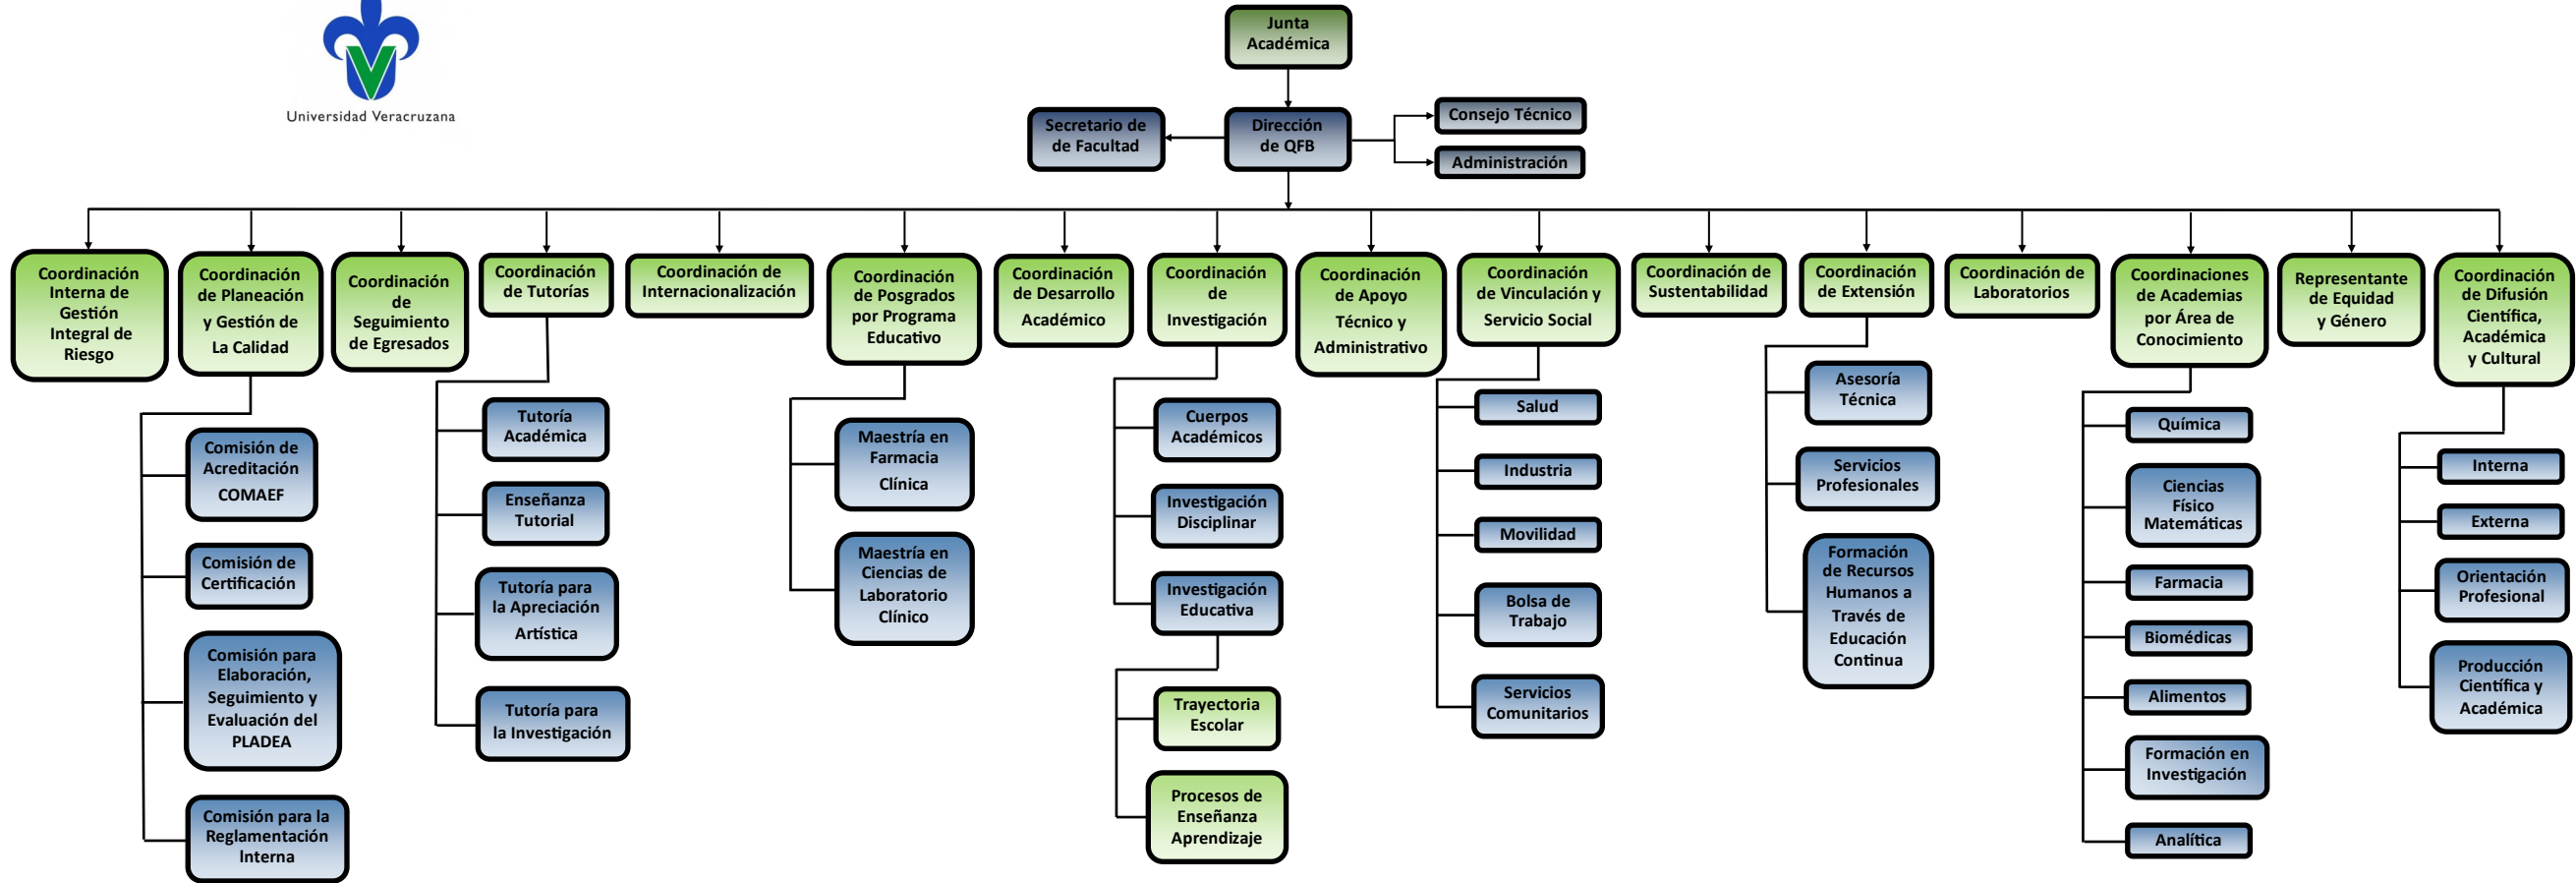 Universidad Veracruzana
Junta
Académica
Secretario de
de Facultad
Dirección
de QFB
Consejo Técnico
Administración
Coordinación
Interna de
Gestión
Integral de
Riesgo
Coordinación
de Planeación
y Gestión de
La Calidad
Comisión de
Acreditación
COMAEF
Comisión de
Certificación
Comisión para
Elaboración,
Seguimiento y
Evaluación del
PLADEA
Comisión para la
Reglamentación
Interna
Coordinación
de
Seguimiento
de Egresados
Coordinación
de Tutorías
Tutoría
Académica
Enseñanza
Tutorial
Tutoría para
la Apreciación
Artística
Tutoría para
la Investigación
Coordinación de
Internacionalización
Coordinación
de Posgrados
por Programa
Educativo
Maestría en
Farmacia
Clínica
Maestría en
Ciencias de
Laboratorio
Clínico
Coordinación
de Desarrollo
Académico
Coordinación
de
Investigación
Cuerpos
Académicos
Investigación
Disciplinar
Investigación
Educativa
Trayectoria
Escolar
Procesos de
Enseñanza
Aprendizaje
Coordinación
de Apoyo
Técnico y
Administrativo
Coordinación
de Vinculación y
Servicio Social
Salud
Industria
Movilidad
Bolsa de
Trabajo
Servicios
Comunitarios
Coordinación de
Sustentabilidad
Coordinación
de Extensión
Asesoría
Técnica
Servicios
Profesionales
Formación
de Recursos
Humanos a
Través de
Educación
Continua
Coordinación de
Laboratorios
Coordinaciones
de Academias
por Área de
Conocimiento
Química
Ciencias
Físico
Matemáticas
Farmacia
Biomédicas
Alimentos
Formación en
Investigación
Analítica
Representante
de Equidad
y Género
Coordinación
de Difusión
Científica,
Académica
y Cultural
Interna
Externa
Orientación
Profesional
Producción
Científica y
Académica